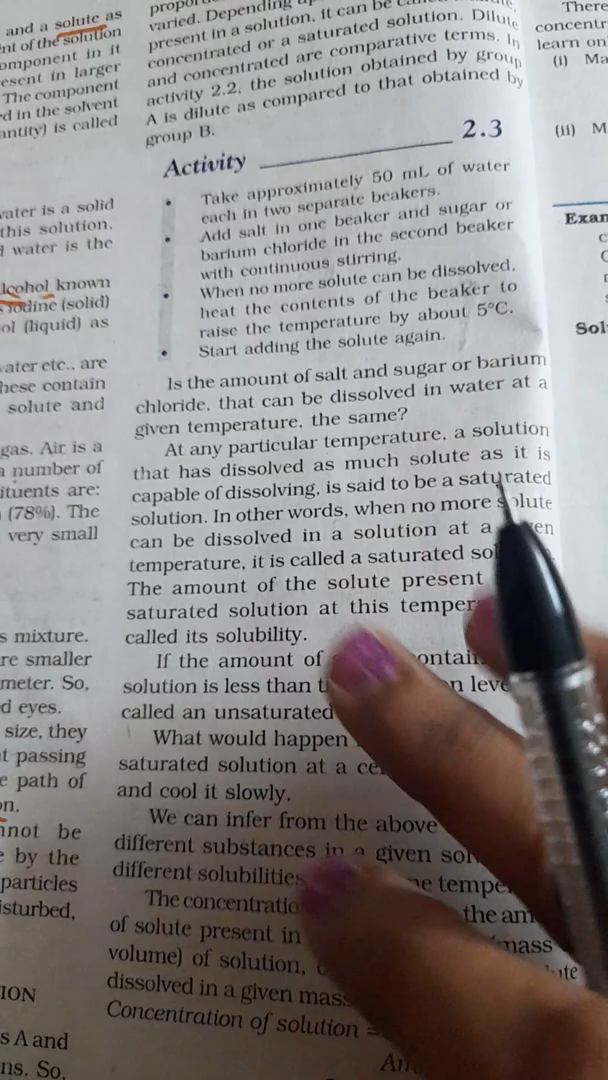 and a solute as
nt of the solution
omponent in it
esent in larger
The component
d in the solvent
antity) is called
vater is a solid
this solution.
d water is the
lcohol known
iodine (solid)
ol (liquid) as
ater etc., are
hese contain
solute and
gas. Air is a
number of
ituents are:
(78%). The
very small
s mixture.
re smaller
meter. So,
d eyes.
size, they
t passing
e path of
on.
nnot be
e by the
particles
isturbed,
ION
s A and
ns. So,
varied. Depending
present in a solution, it can be
concentrated or a saturated solution. Dilute
and concentrated are comparative terms. In
activity 2.2, the solution obtained by group
A is dilute as compared to that obtained by
group B.
Activity 2.3
• Take approximately 50 mL of water
each in two separate beakers.
• Add salt in one beaker and sugar or
barium chloride in the second beaker
with continuous stirring.
• When no more solute can be dissolved,
heat the contents of the beaker to
raise the temperature by about 5°C.
• Start adding the solute again.
Is the amount of salt and sugar or barium
chloride, that can be dissolved in water at a
given temperature, the same?
At any particular temperature, a solution
that has dissolved as much solute as it is
capable of dissolving, is said to be a saturated
solution. In other words, when no more solute
can be dissolved in a solution at a
temperature, it is called a saturated
The amount of the solute present
saturated solution at this temper
called its solubility.
If the amount of
solution is less than leve
called an unsaturated
What would happen
saturated solution at a
and cool it slowly.
We can infer from the above
different substances in a given
different solubilities tempe
The the am
of solute present in (mass
volume) of solution,
dissolved in a given mass
Concentration of solution =
There
concentr
learn on
(i) Ma
(ii) M
Exam
Sol